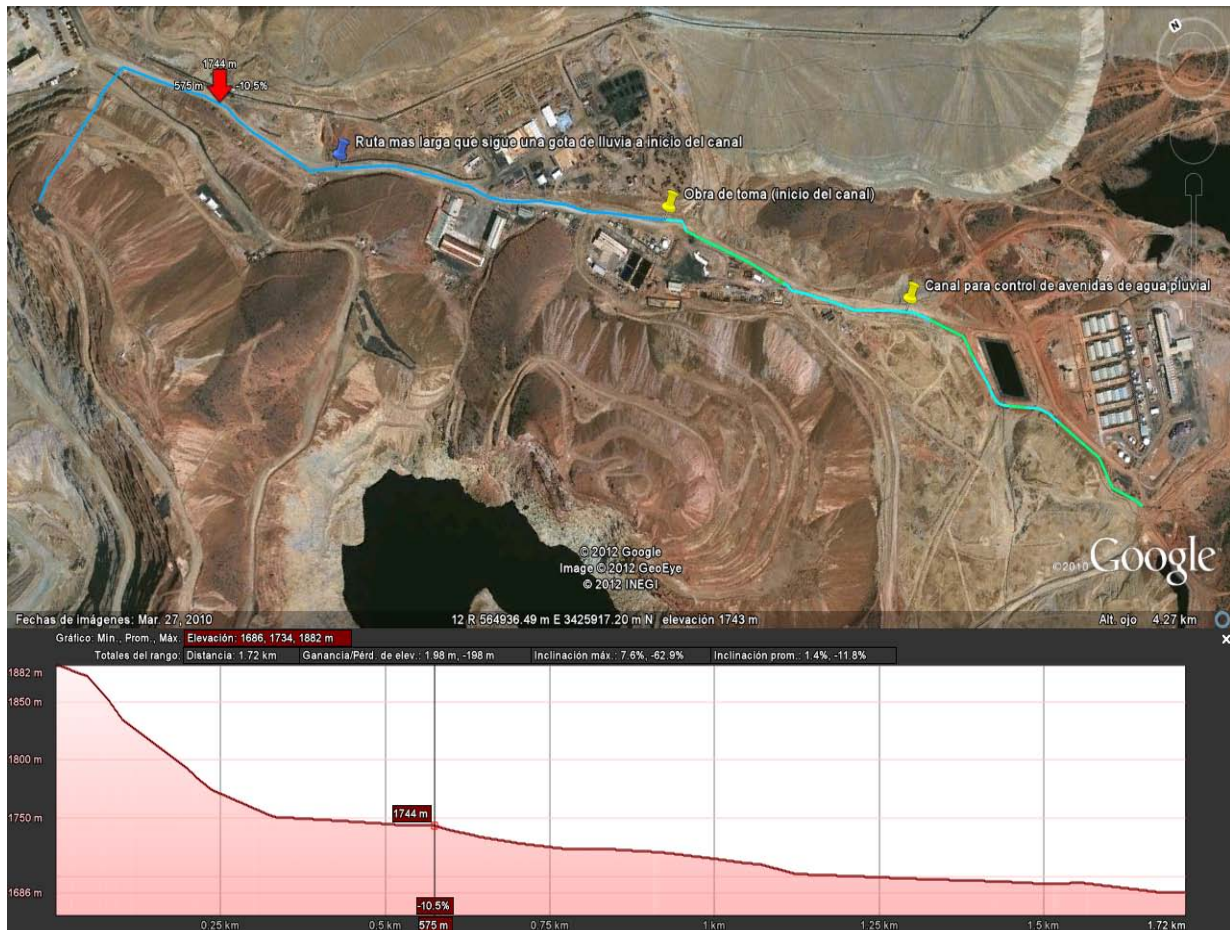 N
1744 m
575 m -10.5%
Ruta mas larga que sigue una gota de lluvia a inicio del canal
Obra de toma (inicio del canal)
Canal para control de avenidas de agua pluvial
© 2012 Google
Image © 2012 GeoEye
© 2012 INEGI
©2010 Google
Fechas de imágenes: Mar. 27, 2010 12 R 564936.49 m E 3425917.20 m N elevación 1743 m Alt. ojo 4.27 km
Gráfico: Mín., Prom., Máx. Elevación: 1686, 1734, 1882 m x
Totales del rango: Distancia: 1.72 km Ganancia/Pérd. de elev.: 1.98 m, -198 m Inclinación máx.: 7.6%, -62.9% Inclinación prom.: 1.4%, -11.8%
1882 m
1850 m
1800 m
1750 m
1744 m
1686 m
-10.5%
0.25 km 0.5 km 575 m 0.75 km 1 km 1.25 km 1.5 km 1.72 km